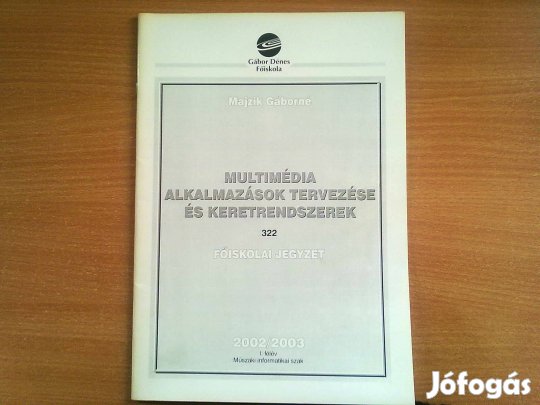 Gábor Dénes
Főiskola
Majzik Gáborné
MULTIMÉDIA
ALKALMAZÁSOK TERVEZÉSE
ÉS KERETRENDSZEREK
322
FŐISKOLAI JEGYZET
2002/2003
I. félév
Műszaki informatikai szak
Jófogás